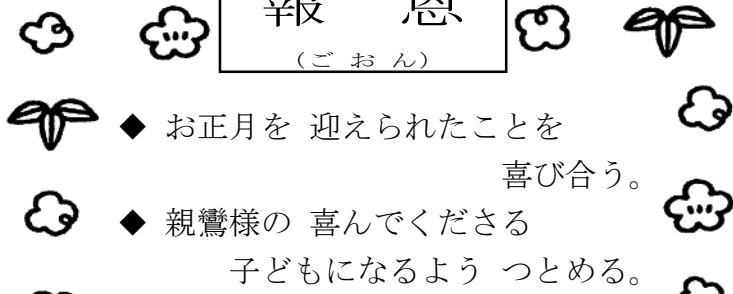 報 恩
(ご お ん)
◆ お正月を 迎えられたことを
喜び合う。
◆ 親鸞様の 喜んでくださる
子どもになるよう つとめる。